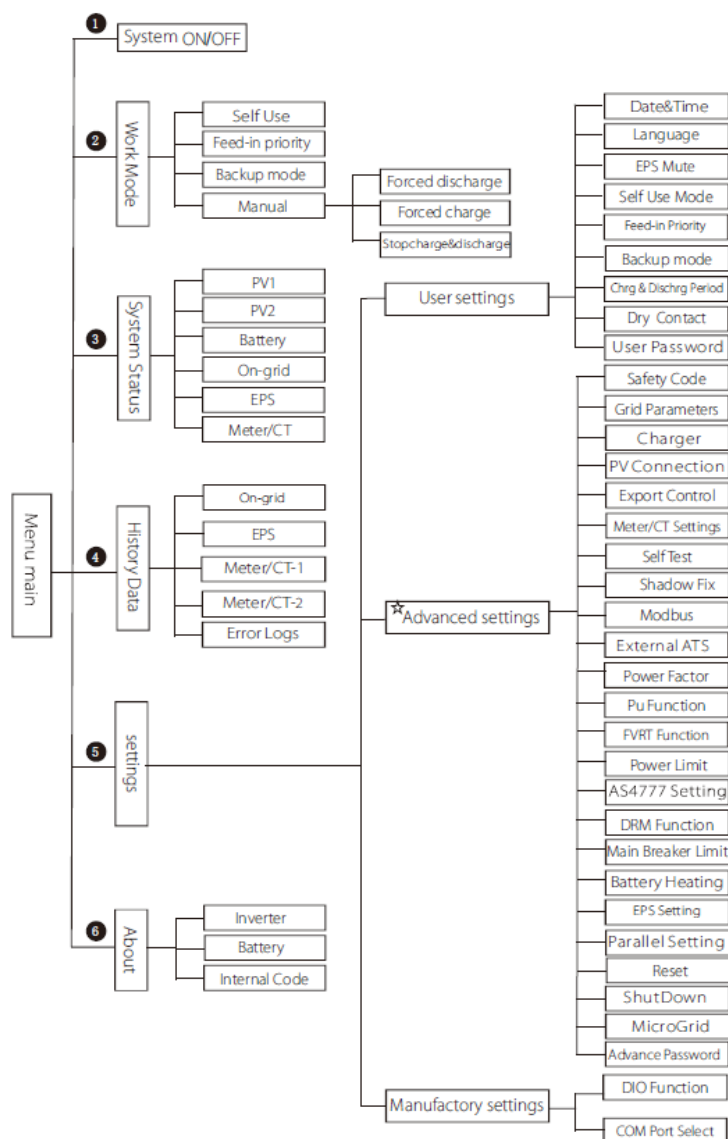 Menu main
1
System ON/OFF
2
Work Mode
Self Use
Feed-in priority
Backup mode
Manual
Forced discharge
Forced charge
Stopcharge&discharge
3
System Status
PV1
PV2
Battery
On-grid
EPS
Meter/CT
4
History Data
On-grid
EPS
Meter/CT-1
Meter/CT-2
Error Logs
5
settings
User settings
Date&Time
Language
EPS Mute
Self Use Mode
Feed-in Priority
Backup mode
Chrg & Dischrg Period
Dry Contact
User Password
☆Advanced settings
Safety Code
Grid Parameters
Charger
PV Connection
Export Control
Meter/CT Settings
Self Test
Shadow Fix
Modbus
External ATS
Power Factor
Pu Function
FVRT Function
Power Limit
AS4777 Setting
DRM Function
Main Breaker Limit
Battery Heating
EPS Setting
Parallel Setting
Reset
ShutDown
MicroGrid
Advance Password
Manufactory settings
DIO Function
COM Port Select
6
About
Inverter
Battery
Internal Code